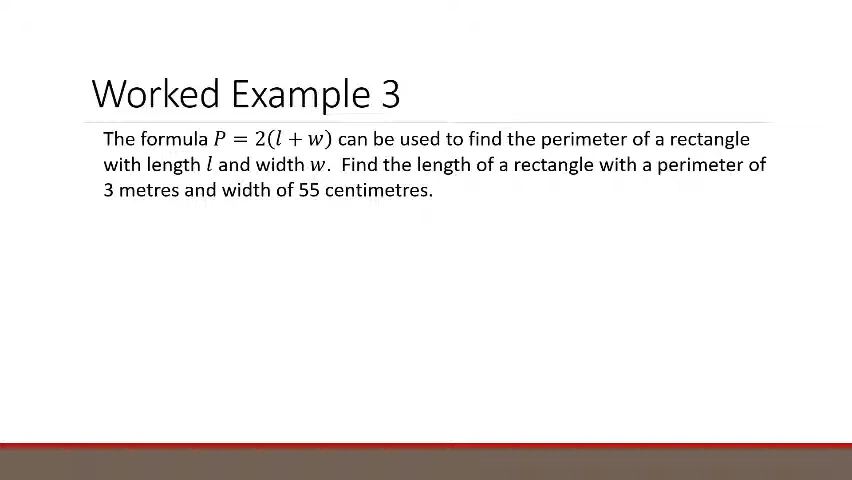 Worked Example 3
The formula 𝑃 = 2(𝑙 + 𝑤) can be used to find the perimeter of a rectangle
with length 𝑙 and width 𝑤. Find the length of a rectangle with a perimeter of
3 metres and width of 55 centimetres.